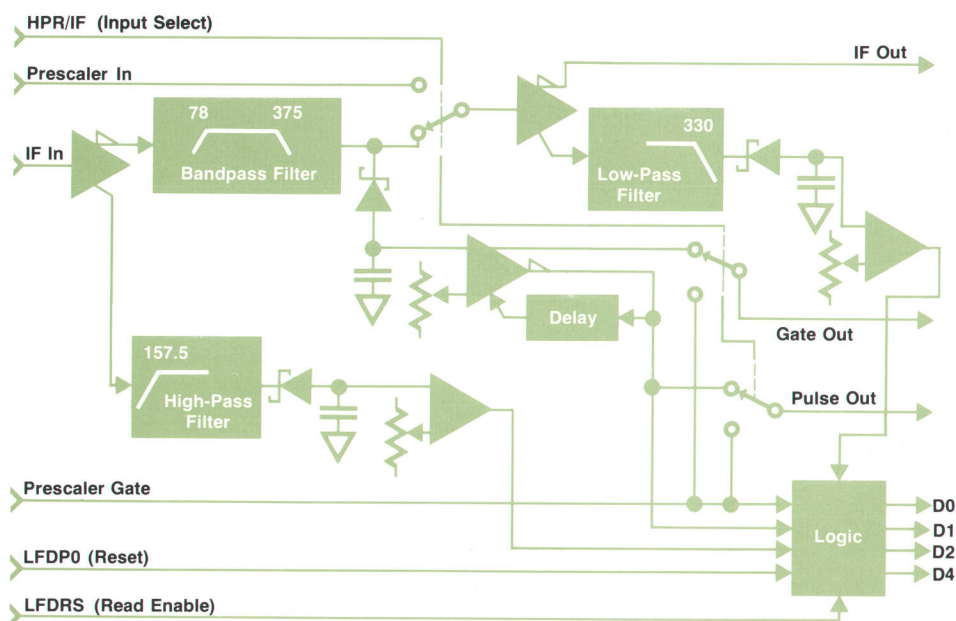 HPR/IF (Input Select)
IF Out
Prescaler In
78 375
Bandpass Filter
330
Low-Pass
Filter
IF In
Delay
Gate Out
157.5
High-Pass
Filter
Pulse Out
Prescaler Gate
Logic
D0
D1
D2
D4
LFDP0 (Reset)
LFDRS (Read Enable)